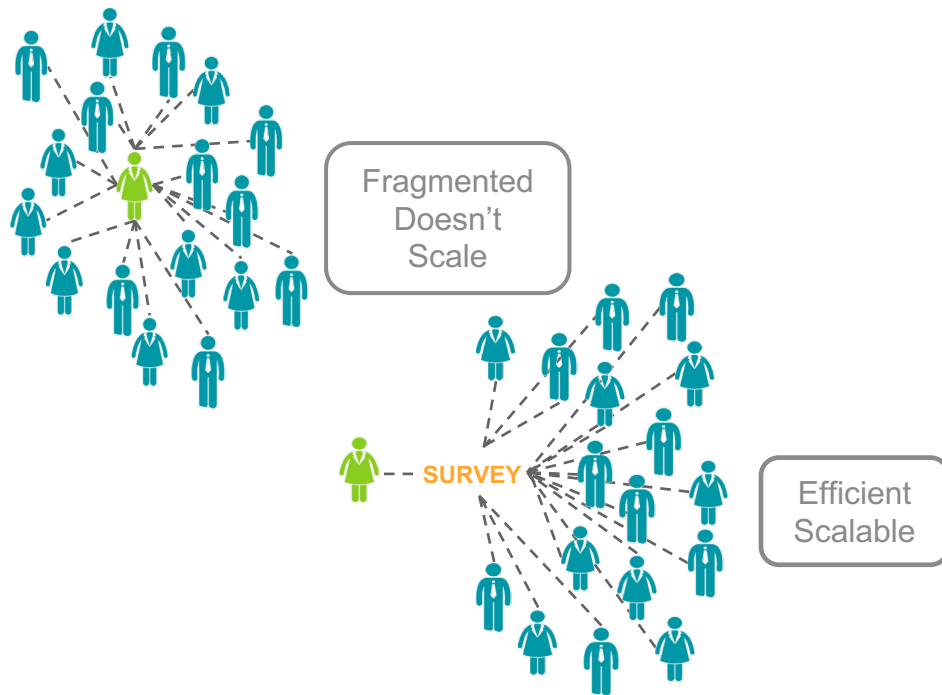 Fragmented
Doesn’t
Scale
SURVEY
Efficient
Scalable